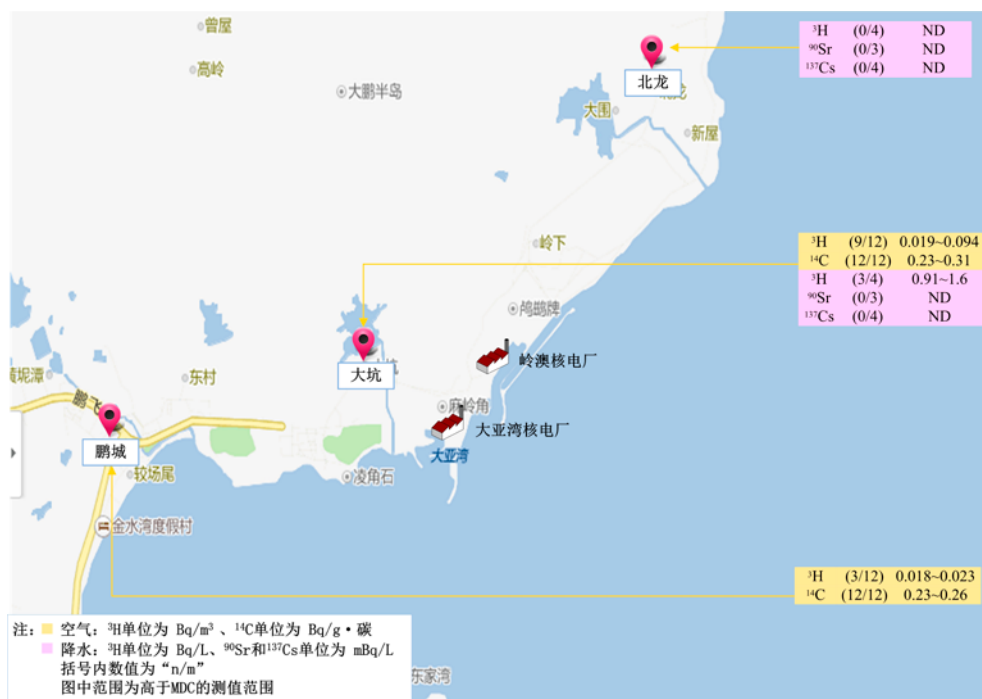 曾屋
高岭
大鹏半岛
北龙
大围
新屋
³H (0/4) ND
⁹⁰Sr (0/3) ND
¹³⁷Cs (0/4) ND
岭下
³H (9/12) 0.019~0.094
¹⁴C (12/12) 0.23~0.31
³H (3/4) 0.91~1.6
⁹⁰Sr (0/3) ND
¹³⁷Cs (0/4) ND
鸪鹋牌
岭澳核电厂
大坑
坭潭
东村
鹏飞
麻岭角
大亚湾核电厂
大亚湾
鹏城
较场尾
凌角石
金水湾度假村
³H (3/12) 0.018~0.023
¹⁴C (12/12) 0.23~0.26
注: 空气: ³H单位为 Bq/m³ 、¹⁴C单位为 Bq/g·碳
降水: ³H单位为 Bq/L、⁹⁰Sr和¹³⁷Cs单位为 mBq/L
括号内数值为“n/m”
图中范围为高于MDC的测值范围
东家湾